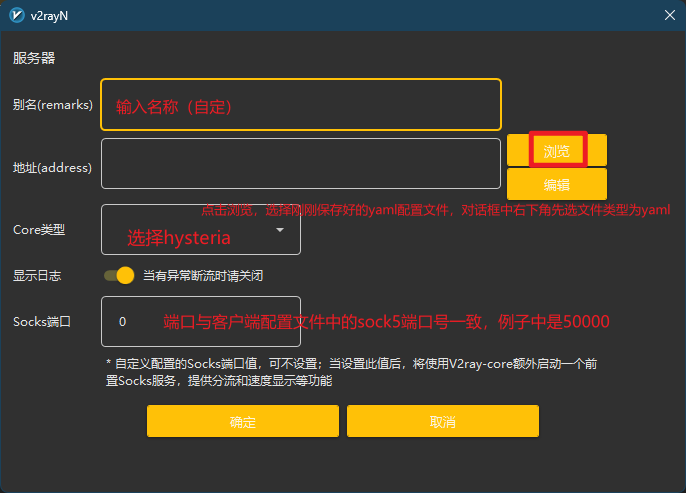 v2rayN
服务器
别名(remarks)
输入名称（自定）
地址(address)
浏览
编辑
点击浏览，选择刚刚保存好的yaml配置文件，对话框中右下角先选文件类型为yaml
Core类型
选择hysteria
显示日志
当有异常断流时请关闭
Socks端口
0
端口与客户端配置文件中的sock5端口号一致，例子中是50000
* 自定义配置的Socks端口值，可不设置；当设置此值后，将使用V2ray-core额外启动一个前
置Socks服务，提供分流和速度显示等功能
确定
取消